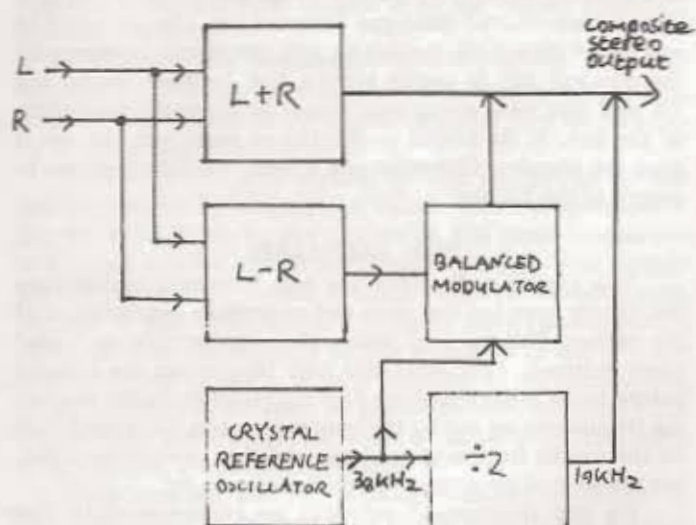 composite
stereo
output
L
R
L+R
L-R
BALANCED
MODULATOR
CRYSTAL
REFERENCE
OSCILLATOR
38KHz
÷2
19KHz